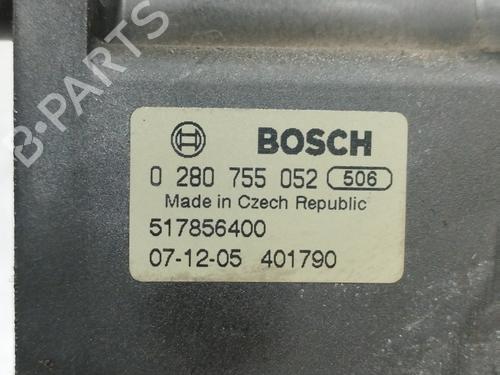 BOSCH
0 280 755 052 506
Made in Czech Republic
517856400
07-12-05 401790
B-PARTS